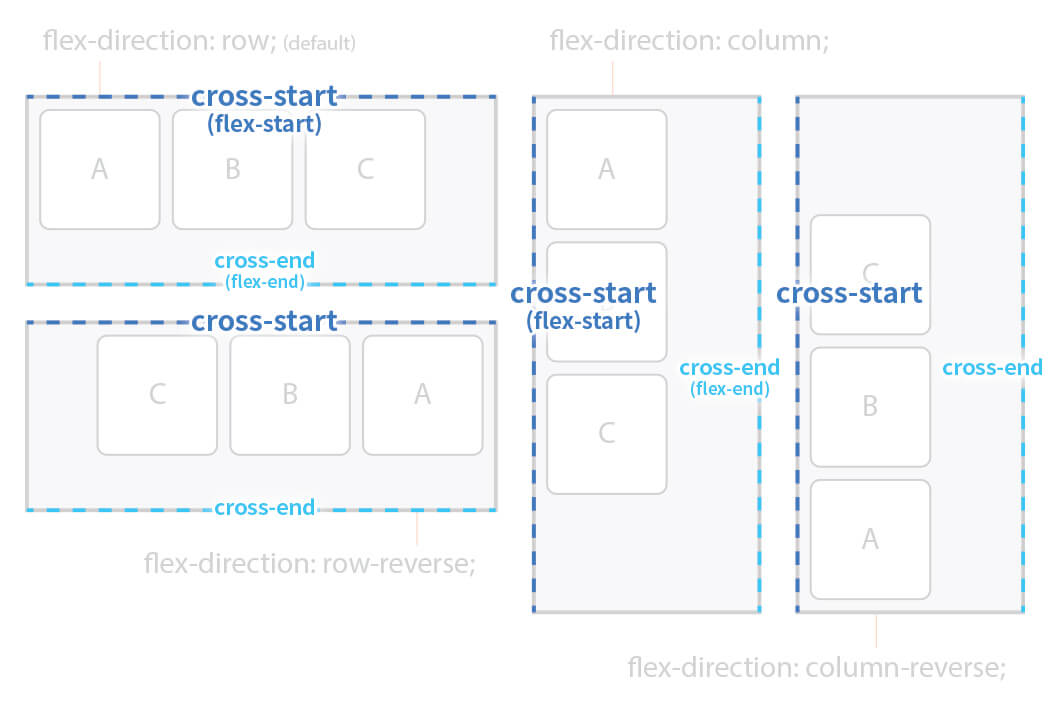 flex-direction: row; (default)
cross-start
(flex-start)
A
B
C
cross-end
(flex-end)
cross-start
C
B
A
cross-end
flex-direction: row-reverse;
flex-direction: column;
A
cross-start
(flex-start)
cross-end
(flex-end)
C
C
cross-start
cross-end
B
A
flex-direction: column-reverse;